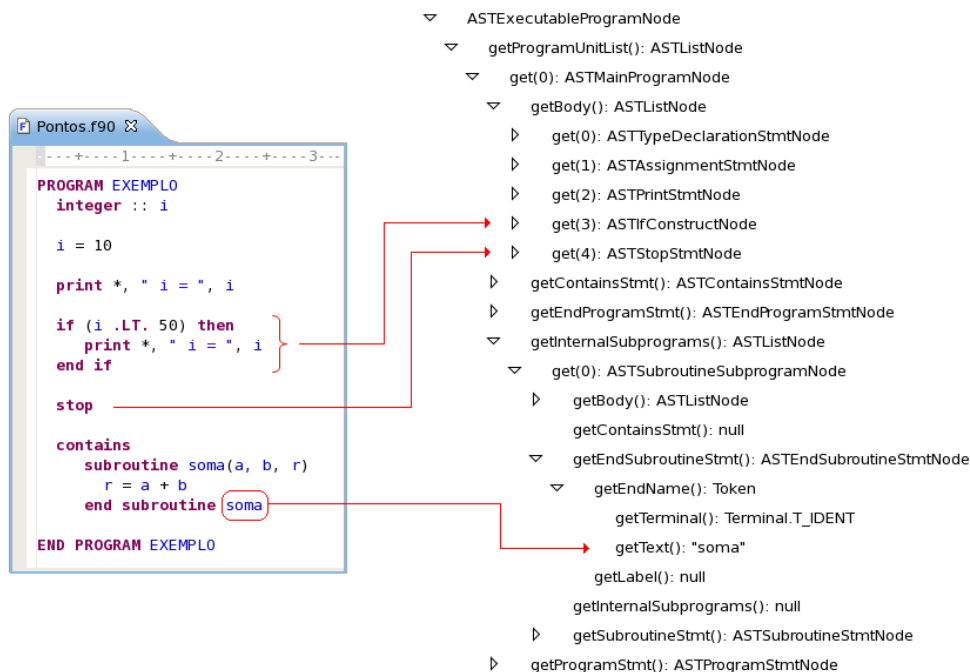 Pontos.f90
----+----1----+----2----+----3---
PROGRAM EXEMPLO
integer :: i
i = 10
print *, " i = ", i
if (i .LT. 50) then
print *, " i = ", i
end if
stop
contains
subroutine soma(a, b, r)
r = a + b
end subroutine soma
END PROGRAM EXEMPLO
ASTExecutableProgramNode
getProgramUnitList(): ASTListNode
get(0): ASTMainProgramNode
getBody(): ASTListNode
get(0): ASTTypeDeclarationStmtNode
get(1): ASTAssignmentStmtNode
get(2): ASTPrintStmtNode
get(3): ASTIfConstructNode
get(4): ASTStopStmtNode
getContainsStmt(): ASTContainsStmtNode
getEndProgramStmt(): ASTEndProgramStmtNode
getInternalSubprograms(): ASTListNode
get(0): ASTSubroutineSubprogramNode
getBody(): ASTListNode
getContainsStmt(): null
getEndSubroutineStmt(): ASTEndSubroutineStmtNode
getEndName(): Token
getTerminal(): Terminal.T_IDENT
getText(): "soma"
getLabel(): null
getInternalSubprograms(): null
getSubroutineStmt(): ASTSubroutineStmtNode
getProgramStmt(): ASTProgramStmtNode